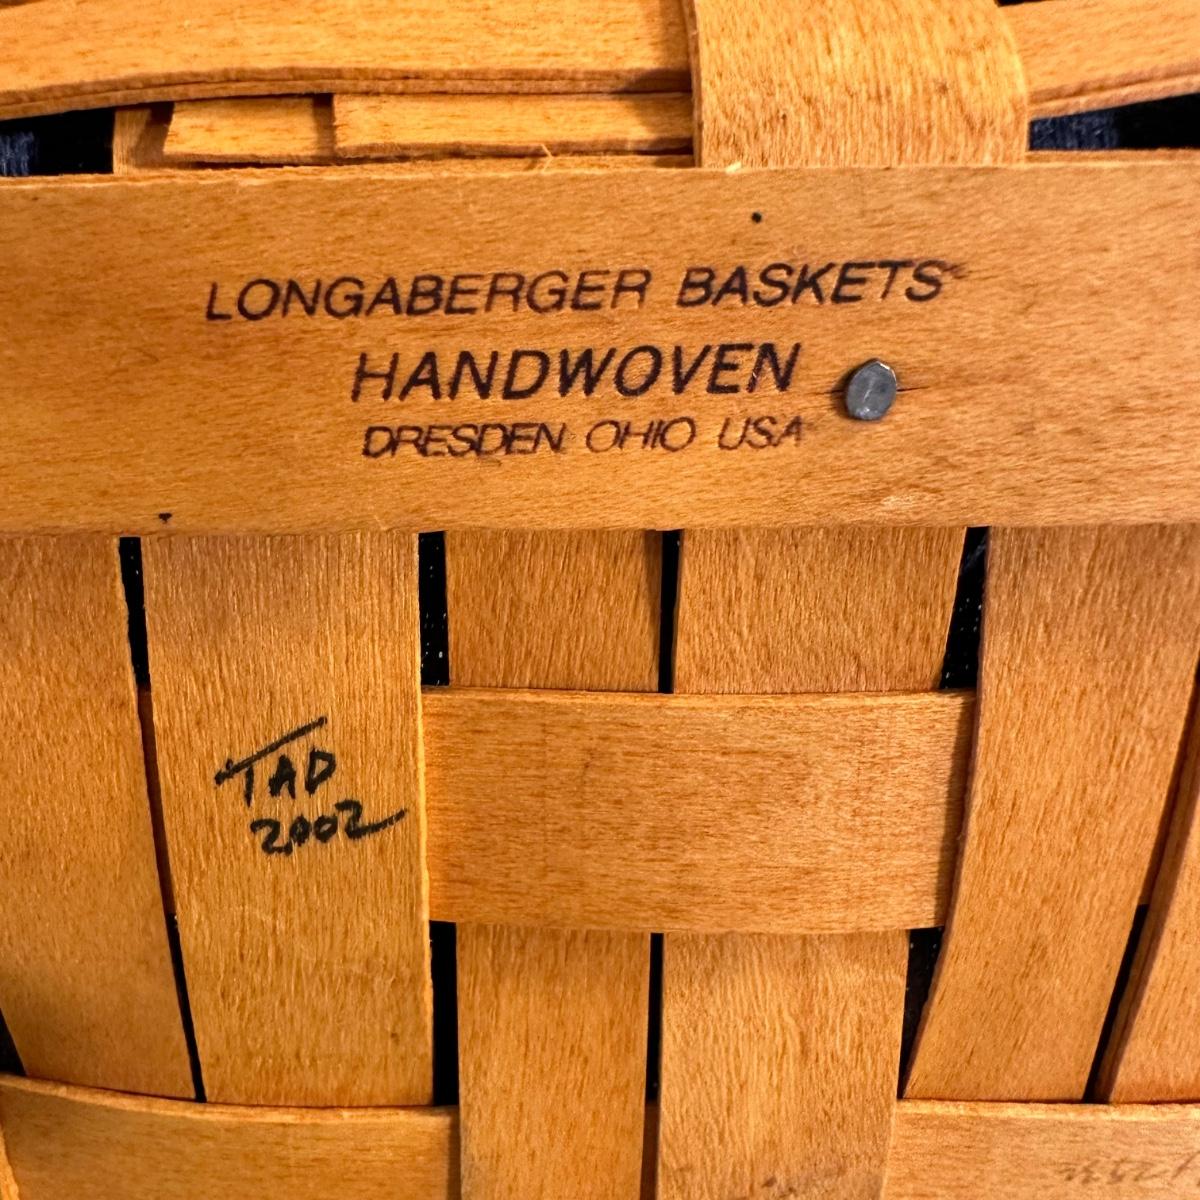 LONGABERGER BASKETS
HANDWOVEN
DRESDEN OHIO USA
TAD
2002